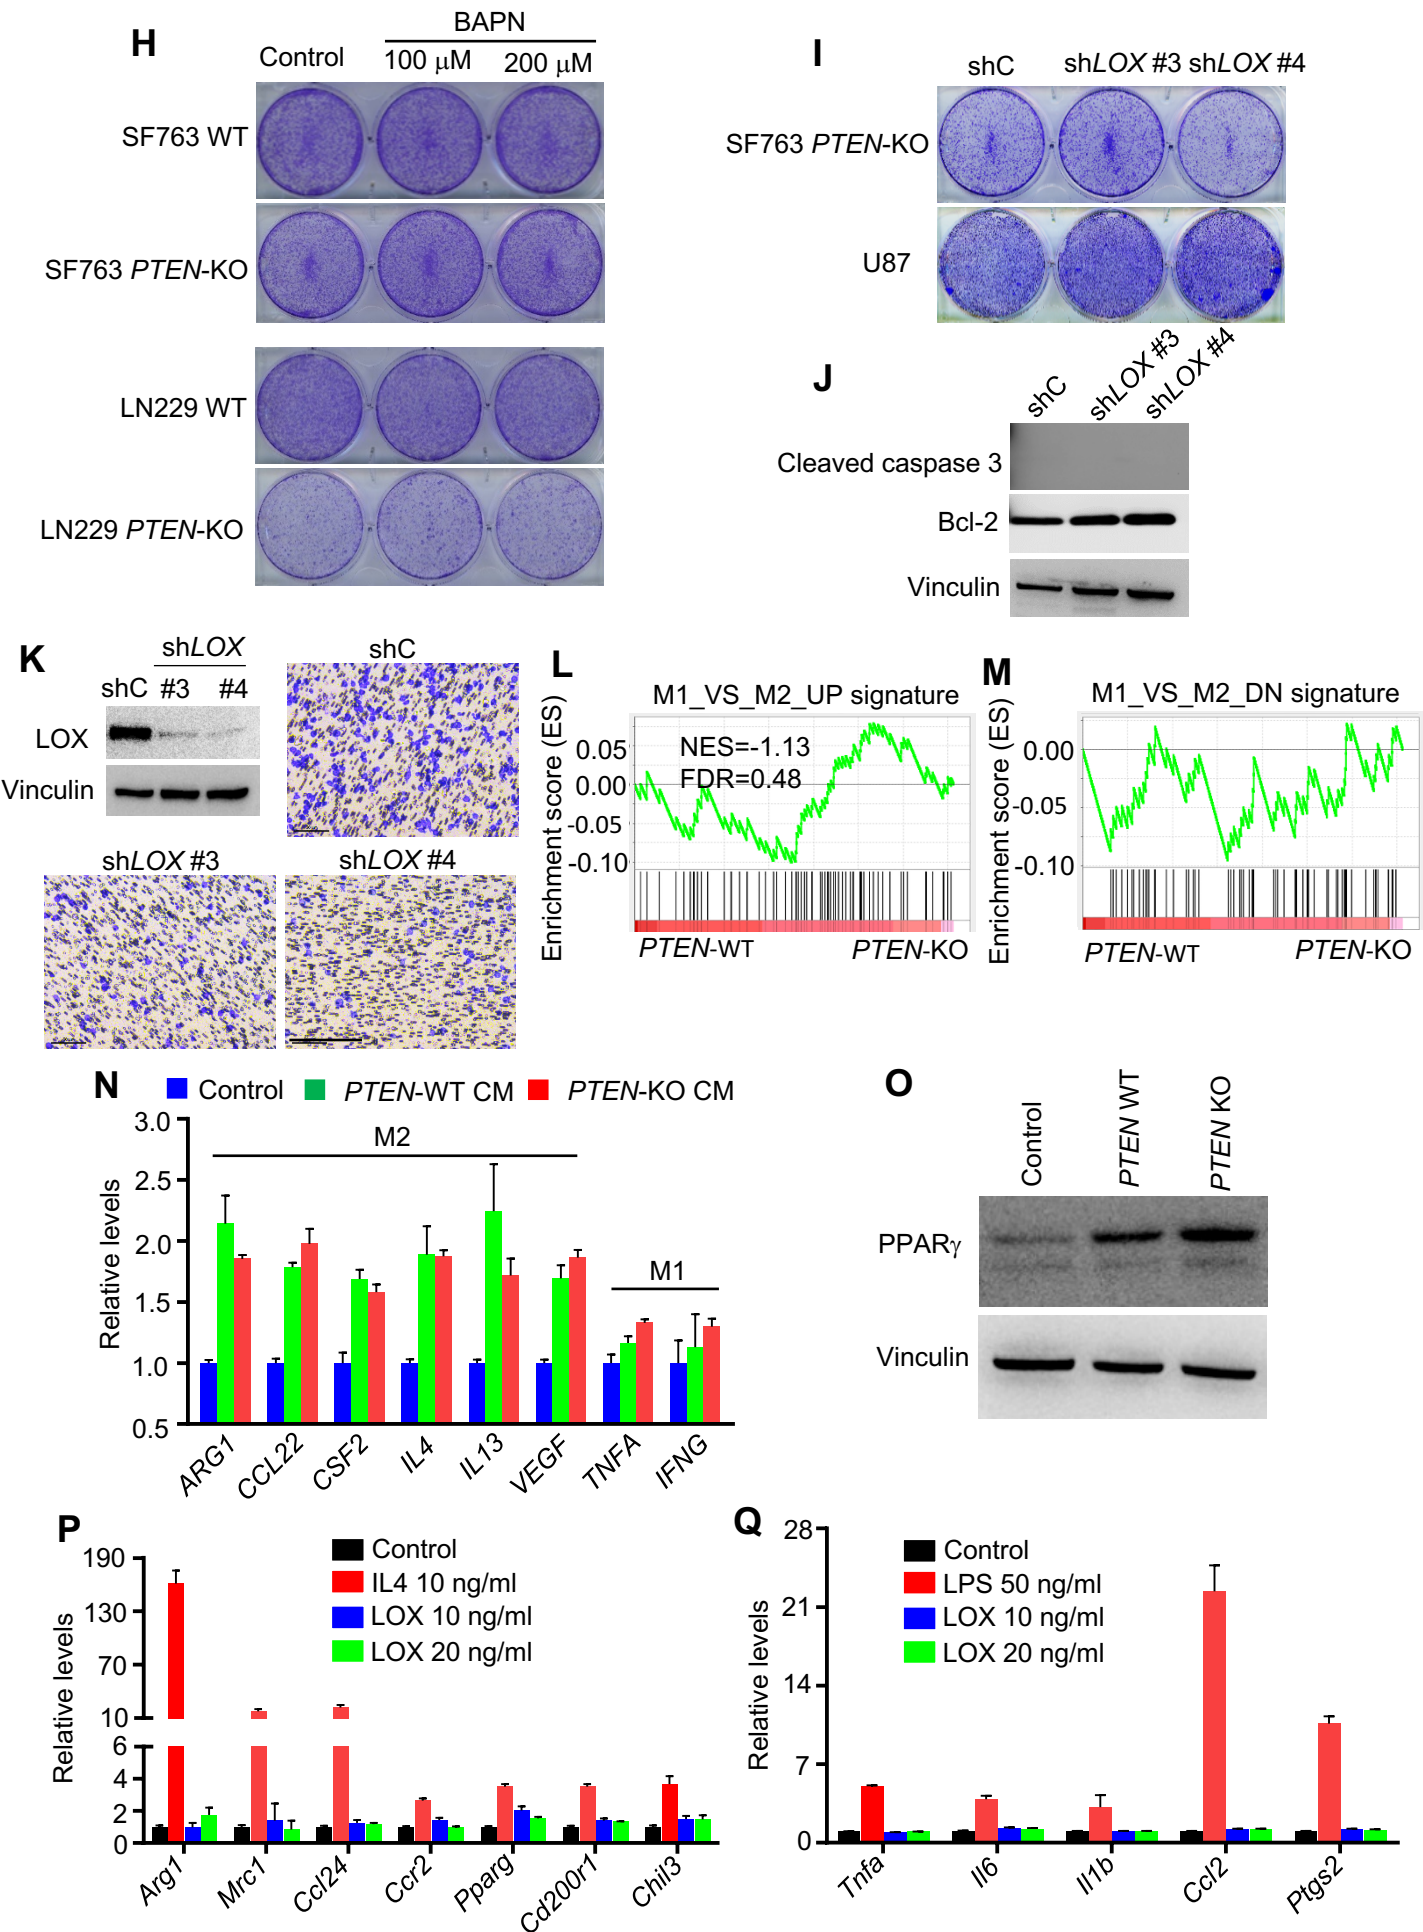 H
BAPN
Control 100 μM 200 μM
SF763 WT
SF763 PTEN-KO
LN229 WT
LN229 PTEN-KO
I
shC shLOX #3 shLOX #4
SF763 PTEN-KO
U87
J
shC shLOX #3 shLOX #4
Cleaved caspase 3
Bcl-2
Vinculin
K
shLOX
shC #3 #4
LOX
Vinculin
shC
shLOX #3
shLOX #4
L
M1_VS_M2_UP signature
Enrichment score (ES)
NES=-1.13
FDR=0.48
0.05
0.00
-0.05
-0.10
PTEN-WT PTEN-KO
M
M1_VS_M2_DN signature
Enrichment score (ES)
0.00
-0.05
-0.10
PTEN-WT PTEN-KO
N
Control PTEN-WT CM PTEN-KO CM
Relative levels
3.0
2.5
2.0
1.5
1.0
0.5
M2
M1
ARG1 CCL22 CSF2 IL4 IL13 VEGF TNFA IFNG
O
Control PTEN WT PTEN KO
PPARγ
Vinculin
P
Control
IL4 10 ng/ml
LOX 10 ng/ml
LOX 20 ng/ml
Relative levels
190
130
70
10
6
4
2
0
Arg1 Mrc1 Ccl24 Ccr2 Pparg Cd200r1 Chil3
Q
Control
LPS 50 ng/ml
LOX 10 ng/ml
LOX 20 ng/ml
Relative levels
28
21
14
7
0
Tnfa Il6 Il1b Ccl2 Ptgs2